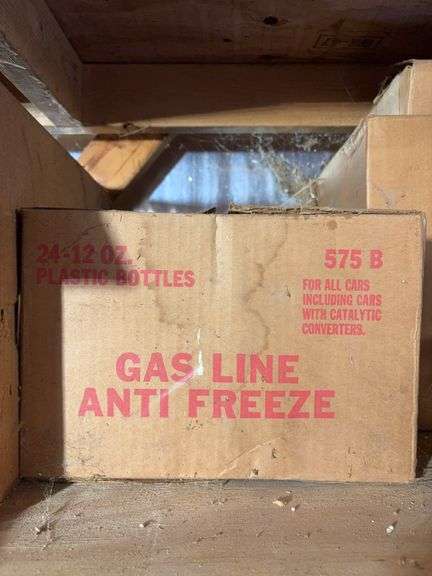 24-12 OZ.
PLASTIC BOTTLES
575 B
FOR ALL CARS
INCLUDING CARS
WITH CATALYTIC
CONVERTERS.
GAS LINE
ANTI FREEZE